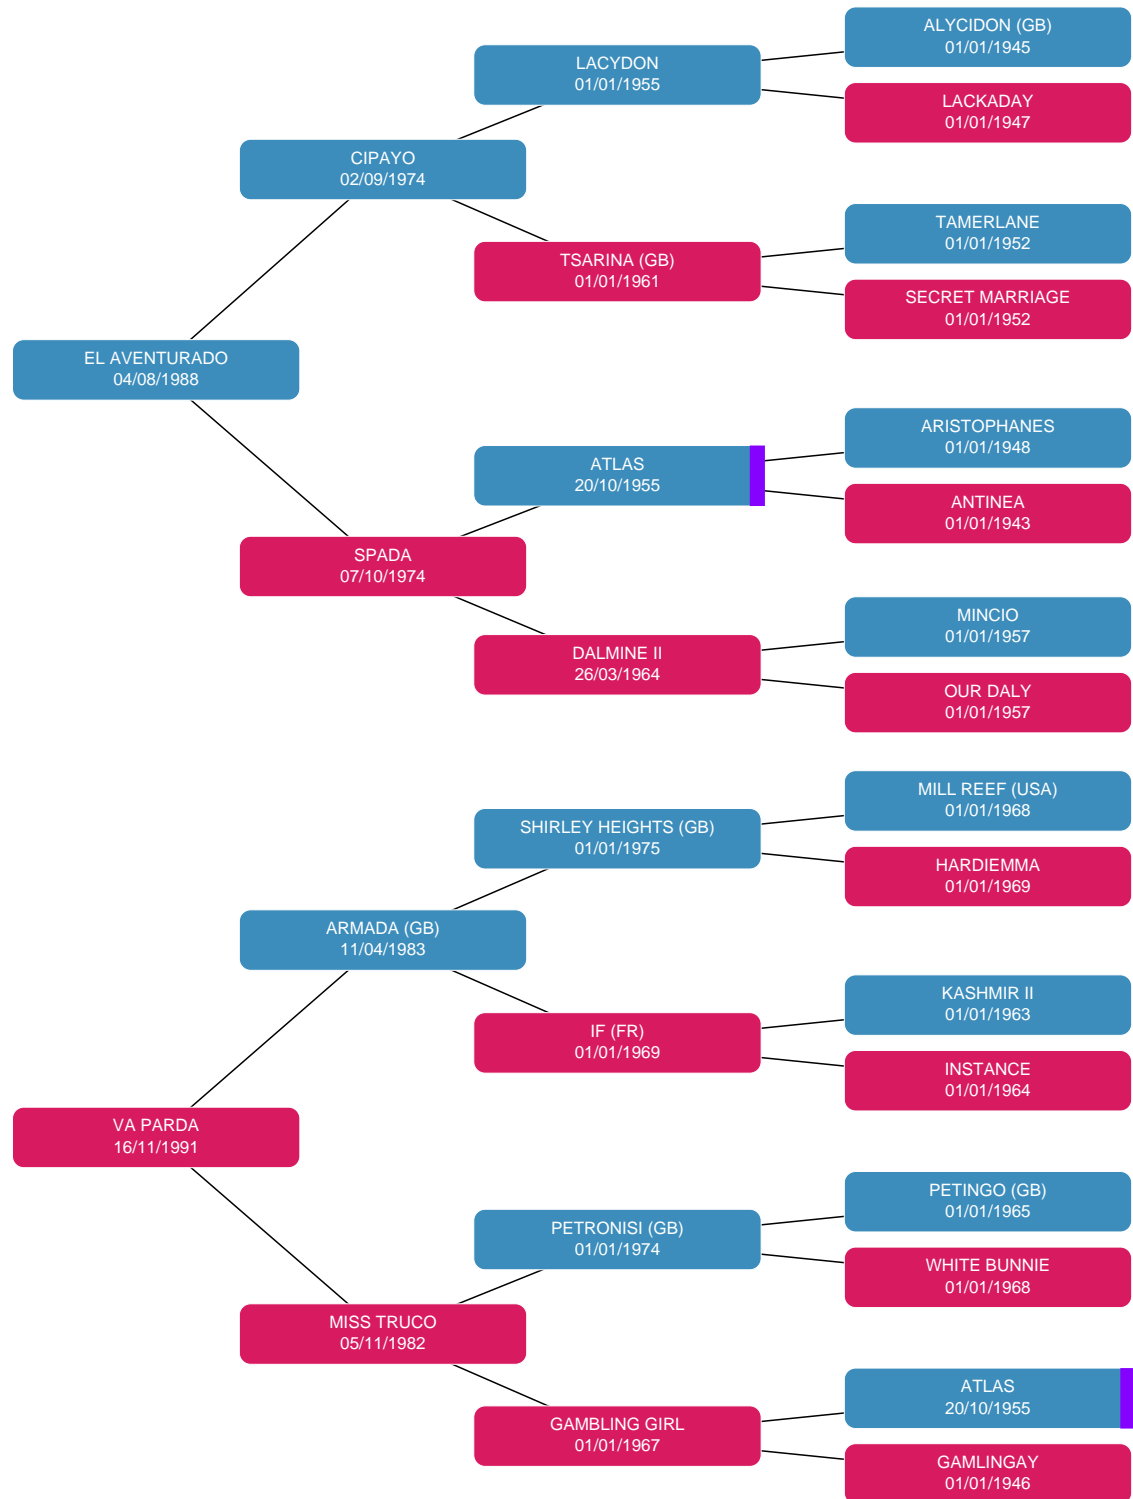 ALYCIDON (GB)
01/01/1945
LACYDON
01/01/1955
LACKADAY
01/01/1947
CIPAYO
02/09/1974
TAMERLANE
01/01/1952
TSARINA (GB)
01/01/1961
SECRET MARRIAGE
01/01/1952
EL AVENTURADO
04/08/1988
ARISTOPHANES
01/01/1948
ATLAS
20/10/1955
ANTINEA
01/01/1943
SPADA
07/10/1974
MINCIO
01/01/1957
DALMINE II
26/03/1964
OUR DALY
01/01/1957
MILL REEF (USA)
01/01/1968
SHIRLEY HEIGHTS (GB)
01/01/1975
HARDIEMMA
01/01/1969
ARMADA (GB)
11/04/1983
KASHMIR II
01/01/1963
IF (FR)
01/01/1969
INSTANCE
01/01/1964
VA PARDA
16/11/1991
PETINGO (GB)
01/01/1965
PETRONISI (GB)
01/01/1974
WHITE BUNNIE
01/01/1968
MISS TRUCO
05/11/1982
ATLAS
20/10/1955
GAMBLING GIRL
01/01/1967
GAMLINGAY
01/01/1946